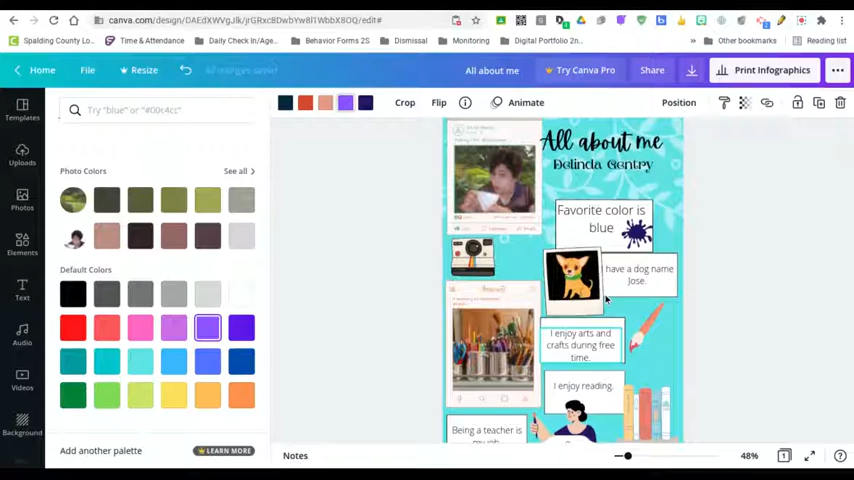 canva.com/design/DAEdXWVgJlk/jrGRxcBDwbYw8l1WbbX8OQ/edit#
Spalding County Lo...
Time & Attendance
Daily Check In/Age...
Behavior Forms 2S
Dismissal
Monitoring
Digital Portfolio 2n...
Other bookmarks
Reading list
Home
File
Resize
All changes saved
All about me
Try Canva Pro
Share
Print Infographics
Try "blue" or "#00c4cc"
Crop
Flip
Animate
Position
Templates
Uploads
Photos
Elements
Text
Audio
Videos
Background
Photo Colors
See all
Default Colors
Add another palette
LEARN MORE
All about me
Delinda Gentry
Favorite color is
blue
have a dog name
Jose.
I enjoy arts and
crafts during free
time.
I enjoy reading.
Being a teacher is
my job
Notes
48%
1